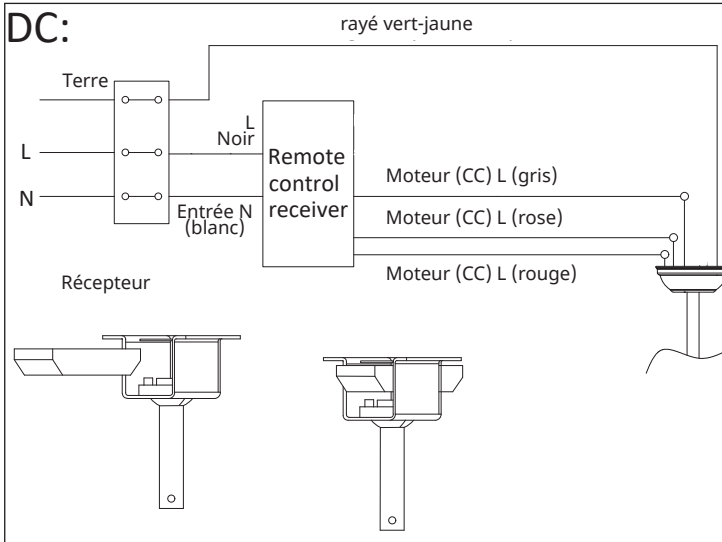 DC:
rayé vert-jaune
Terre
L
Noir
L
N
Entrée N
(blanc)
Remote
control
receiver
Moteur (CC) L (gris)
Moteur (CC) L (rose)
Moteur (CC) L (rouge)
Récepteur